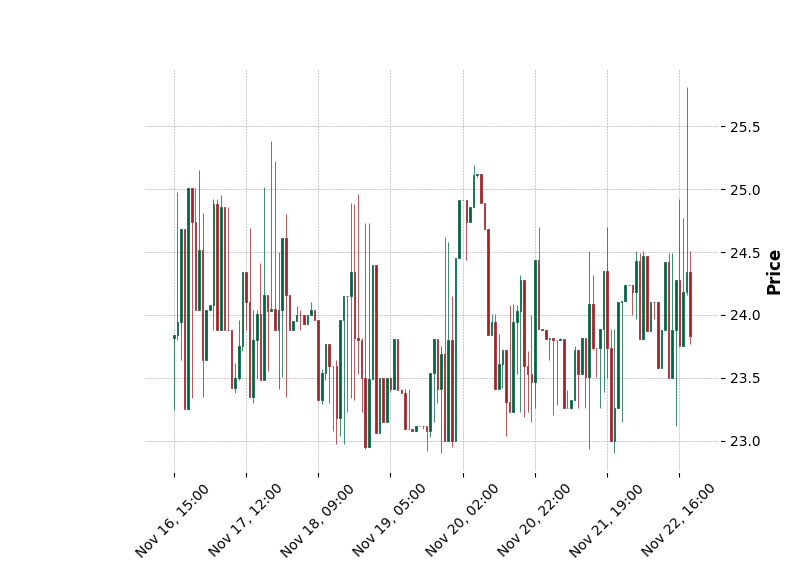 25.5
25.0
24.5
24.0
23.5
23.0
Price
Nov 16, 15:00
Nov 17, 12:00
Nov 18, 09:00
Nov 19, 05:00
Nov 20, 02:00
Nov 20, 22:00
Nov 21, 19:00
Nov 22, 16:00